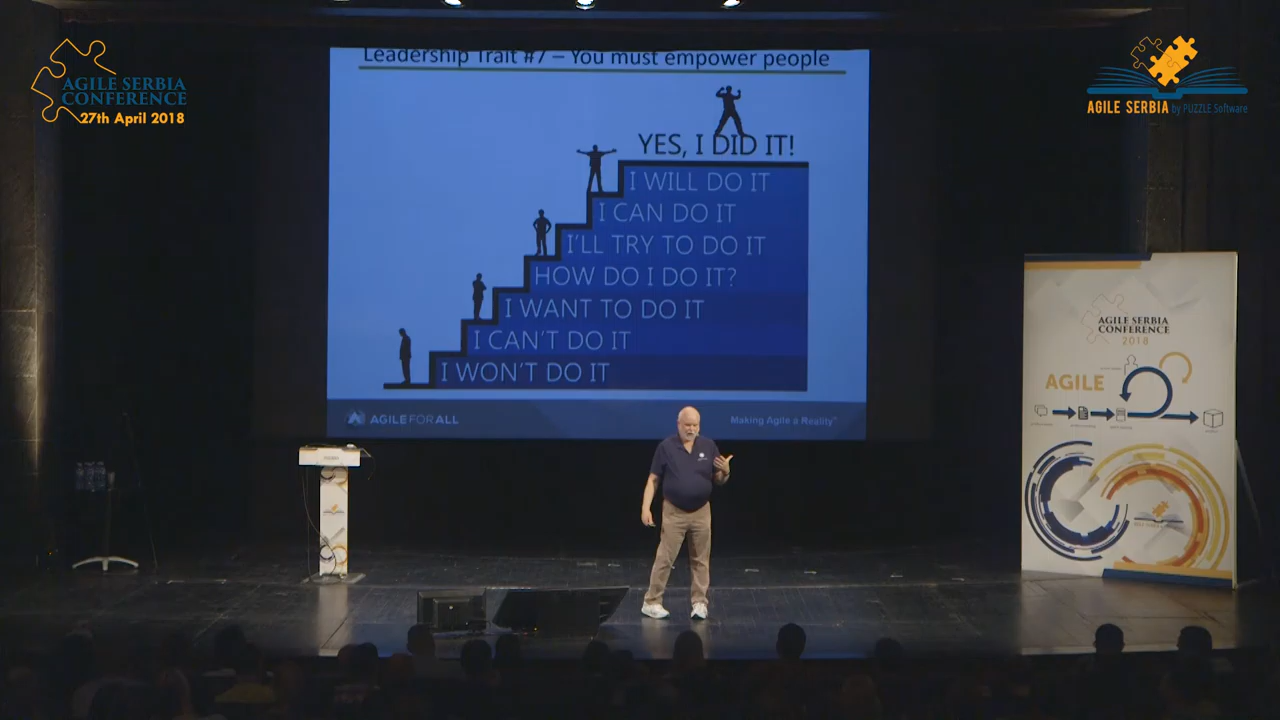 AGILE SERBIA
CONFERENCE
27th April 2018
Leadership Trait #7 – You must empower people
YES, I DID IT!
I WILL DO IT
I CAN DO IT
I'LL TRY TO DO IT
HOW DO I DO IT?
I WANT TO DO IT
I CAN'T DO IT
I WON'T DO IT
AGILE FOR ALL
Making Agile a Reality
AGILE SERBIA by PUZZLE Software
AGILE SERBIA
CONFERENCE
2018
AGILE